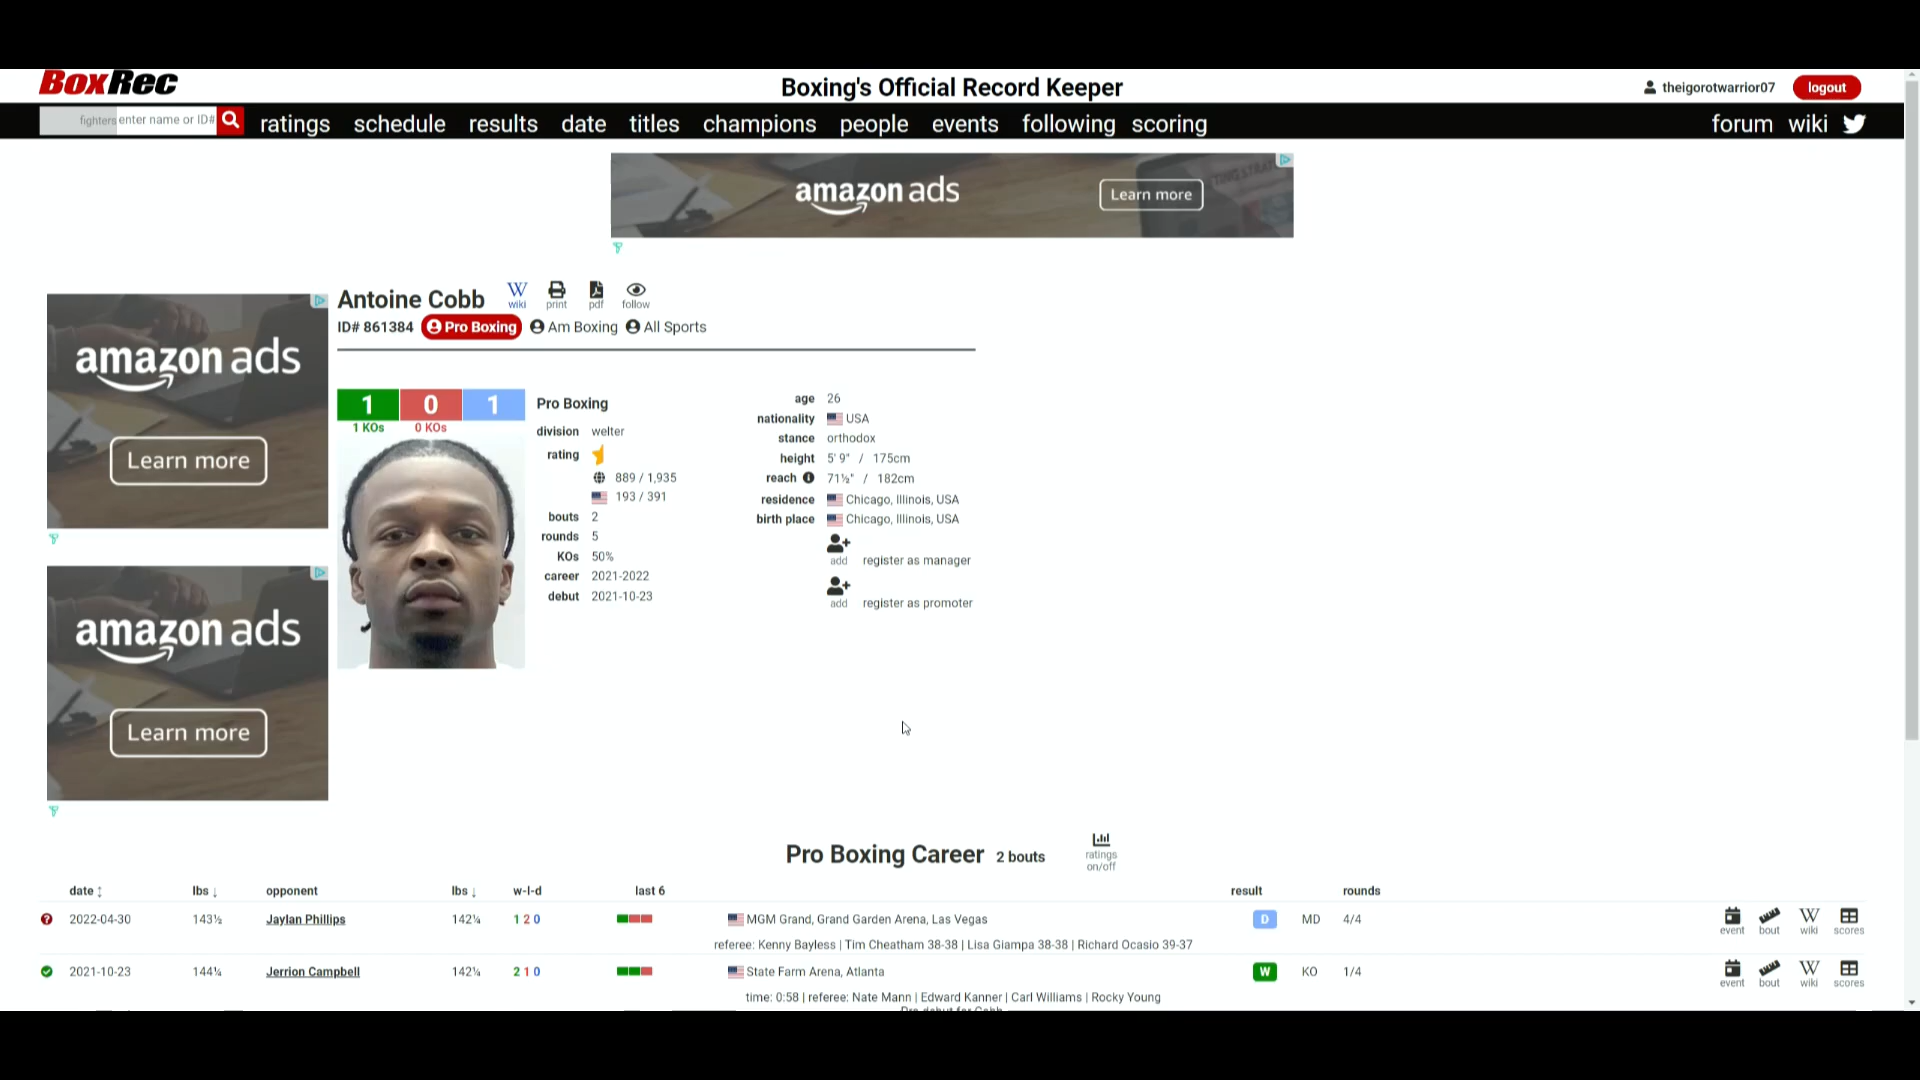 BoxRec
Boxing's Official Record Keeper
theigorotwarrior07
logout
fighters enter name or ID#
ratings schedule results date titles champions people events following scoring
forum wiki
amazon ads
Learn more
Antoine Cobb
wiki print pdf follow
ID# 861384 Pro Boxing Am Boxing All Sports
amazon ads
Learn more
1 0 1
1 KOs 0 KOs
Pro Boxing
division welter
rating
889 / 1,935
193 / 391
bouts 2
rounds 5
KOs 50%
career 2021-2022
debut 2021-10-23
age 26
nationality USA
stance orthodox
height 5' 9" / 175cm
reach 71½" / 182cm
residence Chicago, Illinois, USA
birth place Chicago, Illinois, USA
add register as manager
add register as promoter
amazon ads
Learn more
Pro Boxing Career 2 bouts
ratings
on/off
date lbs opponent lbs w-l-d last 6 result rounds
2022-04-30 143½ Jaylan Phillips 142¼ 1 2 0 MGM Grand, Grand Garden Arena, Las Vegas D MD 4/4
event bout wiki scores
referee: Kenny Bayless | Tim Cheatham 38-38 | Lisa Giampa 38-38 | Richard Ocasio 39-37
2021-10-23 144¼ Jerrion Campbell 142¼ 2 1 0 State Farm Arena, Atlanta W KO 1/4
event bout wiki scores
time: 0:58 | referee: Nate Mann | Edward Kanner | Carl Williams | Rocky Young
Pro debut for Cobb